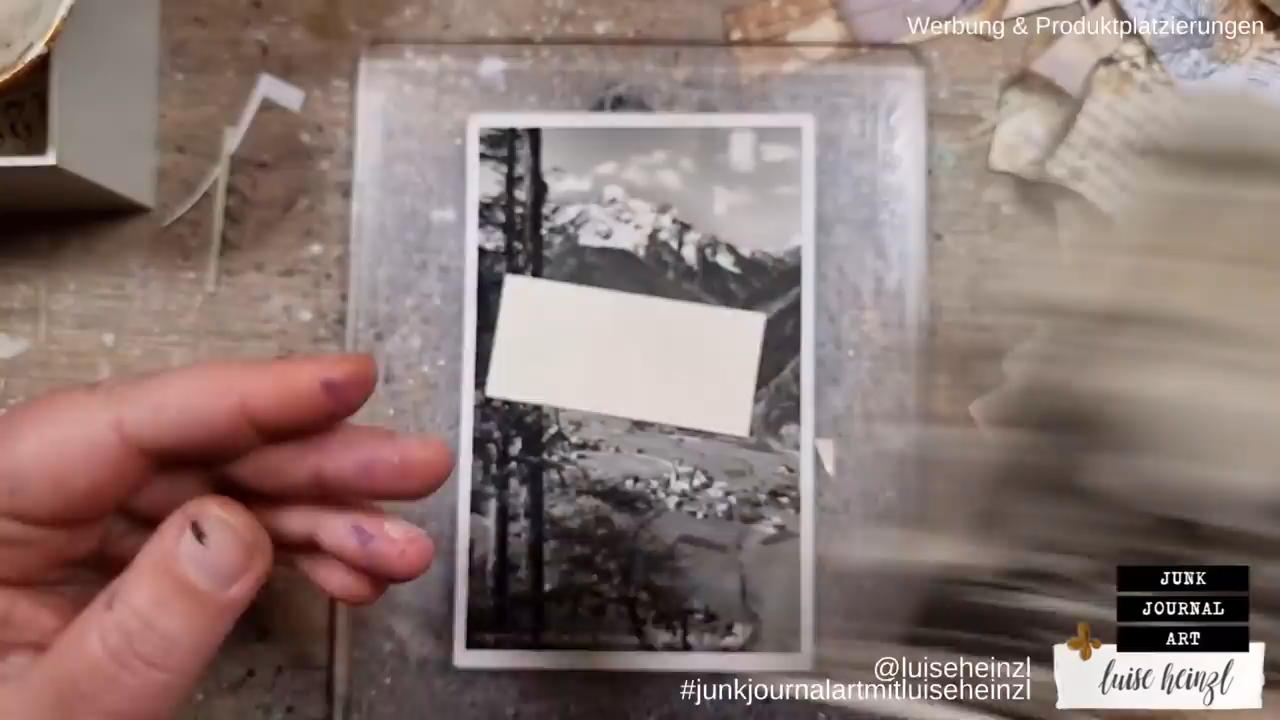 Werbung & Produktplatzierungen
JUNK
JOURNAL
ART
@luiseheinzl
#junkjournalartmitluiseheinzl
luise heinzl